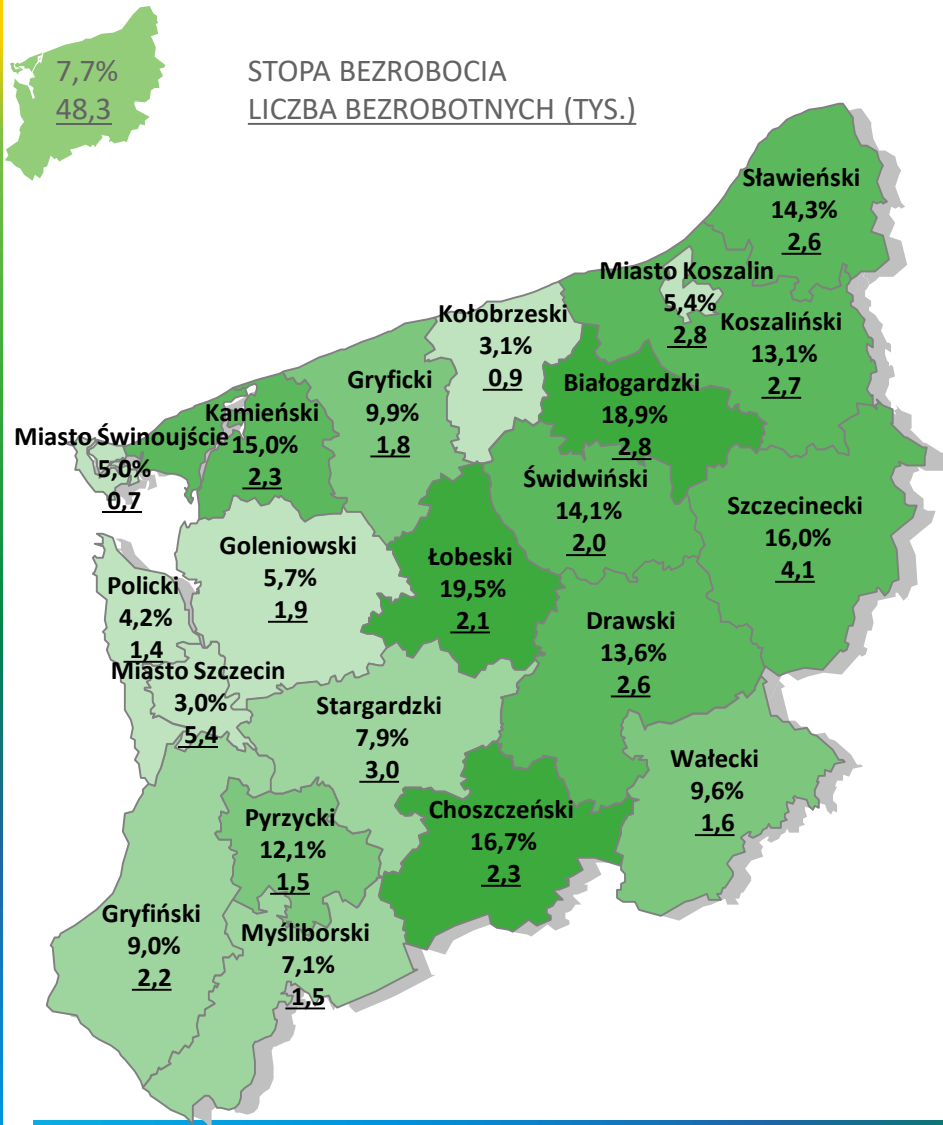 7,7%
48,3
STOPA BEZROBOCIA
LICZBA BEZROBOTNYCH (TYS.)
Sławieński
14,3%
2,6
Miasto Koszalin
5,4%
2,8
Koszaliński
13,1%
2,7
Kołobrzeski
3,1%
0,9
Białogardzki
18,9%
2,8
Gryficki
9,9%
1,8
Kamieński
15,0%
2,3
Miasto Świnoujście
5,0%
0,7
Świdwiński
14,1%
2,0
Szczecinecki
16,0%
4,1
Goleniowski
5,7%
1,9
Łobeski
19,5%
2,1
Policki
4,2%
1,4
Drawski
13,6%
2,6
Miasto Szczecin
3,0%
5,4
Stargardzki
7,9%
3,0
Wałecki
9,6%
1,6
Pyrzycki
12,1%
1,5
Choszczeński
16,7%
2,3
Gryfiński
9,0%
2,2
Myśliborski
7,1%
1,5